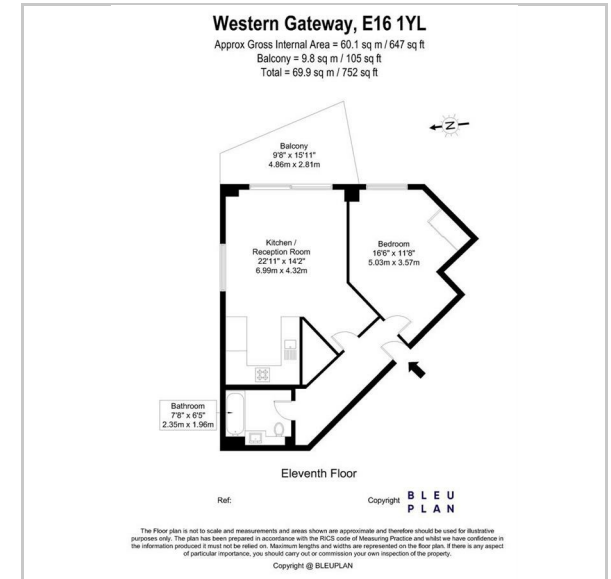 Western Gateway, E16 1YL
Approx Gross Internal Area = 60.1 sq m / 647 sq ft
Balcony = 9.8 sq m / 105 sq ft
Total = 69.9 sq m / 752 sq ft
N
Balcony
9'8" x 15'11"
4.86m x 2.81m
Kitchen /
Reception Room
22'11" x 14'2"
6.99m x 4.32m
Bedroom
16'6" x 11'8"
5.03m x 3.57m
Bathroom
7'8" x 6'5"
2.35m x 1.96m
Eleventh Floor
Ref:
Copyright
BLEU
PLAN
The Floor plan is not to scale and measurements and areas shown are approximate and therefore should be used for illustrative
purposes only. The plan has been prepared in accordance with the RICS code of Measuring Practice and whilst we have confidence in
the information produced it must not be relied on. Maximum lengths and widths are represented on the floor plan. If there is any aspect
of particular importance, you should carry out or commission your own inspection of the property.
Copyright @ BLEUPLAN